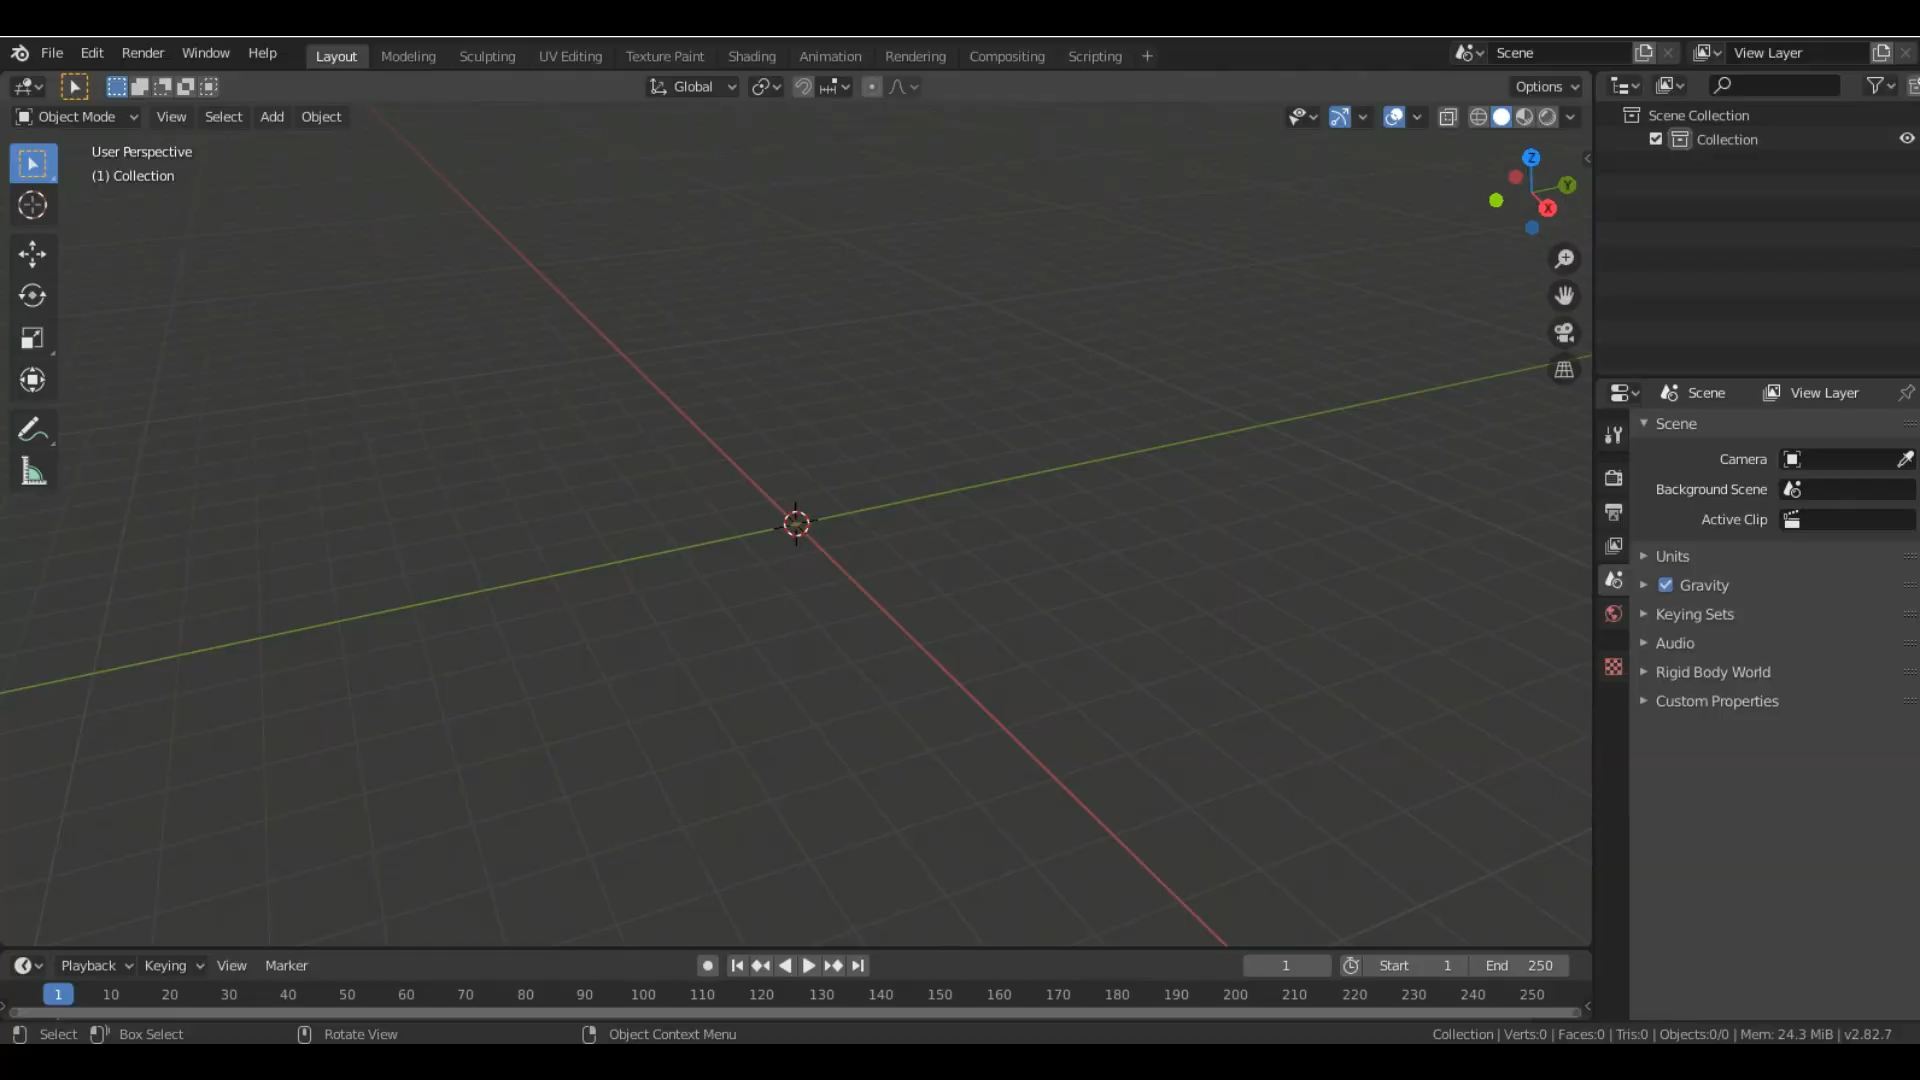 File Edit Render Window Help Layout Modeling Sculpting UV Editing Texture Paint Shading Animation Rendering Compositing Scripting + Scene View Layer
Global Options
Object Mode View Select Add Object
User Perspective
(1) Collection
Z
Y
X
Scene Collection
Collection
Scene View Layer
Scene
Camera
Background Scene
Active Clip
Units
Gravity
Keying Sets
Audio
Rigid Body World
Custom Properties
Playback Keying View Marker 1 Start 1 End 250
1 10 20 30 40 50 60 70 80 90 100 110 120 130 140 150 160 170 180 190 200 210 220 230 240 250
Select Box Select Rotate View Object Context Menu Collection | Verts:0 | Faces:0 | Tris:0 | Objects:0/0 | Mem: 24.3 MiB | v2.82.7